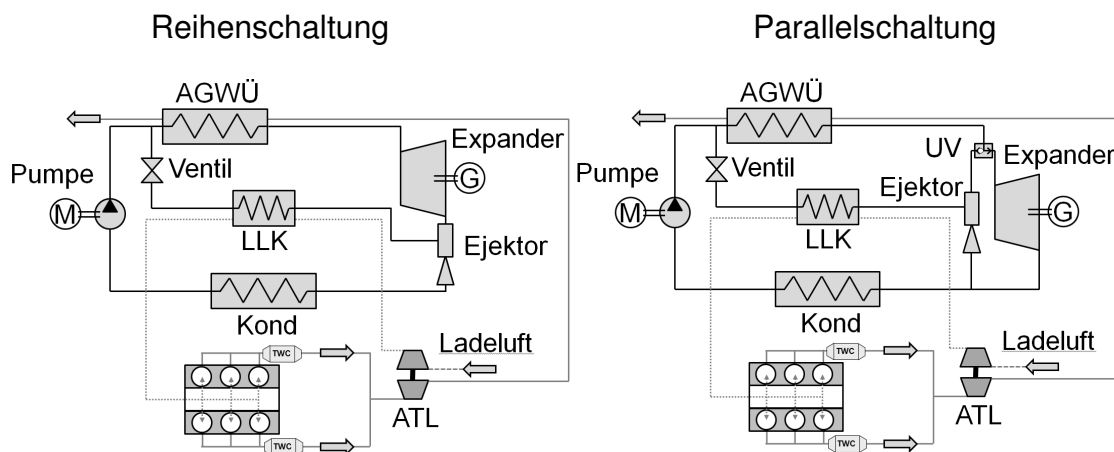 Reihenschaltung
AGWÜ
Expander
Pumpe
Ventil
M
G
LLK
Ejektor
Kond
Ladeluft
TWC
ATL
TWC
Parallelschaltung
AGWÜ
UV
Expander
Pumpe
Ventil
Ejektor
M
G
LLK
Kond
Ladeluft
TWC
ATL
TWC